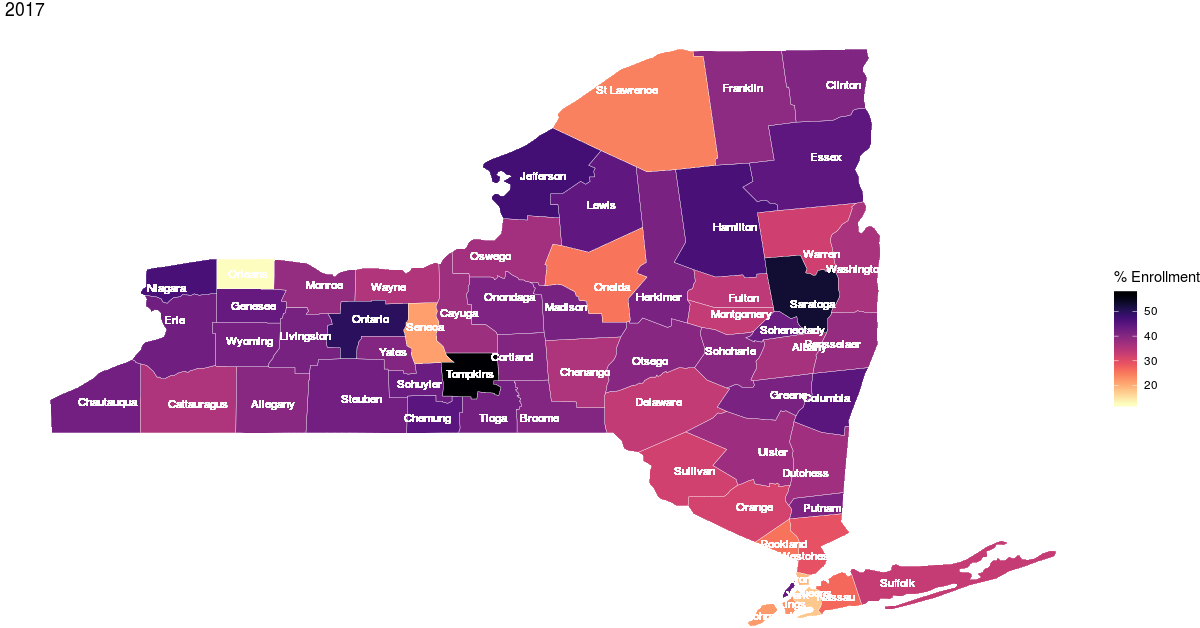 2017
St Lawrence
Franklin
Clinton
Essex
Jefferson
Lewis
Hamilton
Oswego
Warren
Washington
Orleans
Niagara
Monroe
Wayne
Oneida
Herkimer
Fulton
Saratoga
Genesee
Erie
Ontario
Seneca
Cayuga
Onondaga
Madison
Montgomery
Schenectady
Wyoming
Livingston
Yates
Cortland
Otsego
Schoharie
Albany
Rensselaer
Tompkins
Chenango
Schuyler
Chautauqua
Cattaraugus
Allegany
Steuben
Chemung
Tioga
Broome
Delaware
Greene
Columbia
Ulster
Dutchess
Sullivan
Orange
Putnam
Rockland
Westches
Nassau
Suffolk
% Enrollment
50
40
30
20